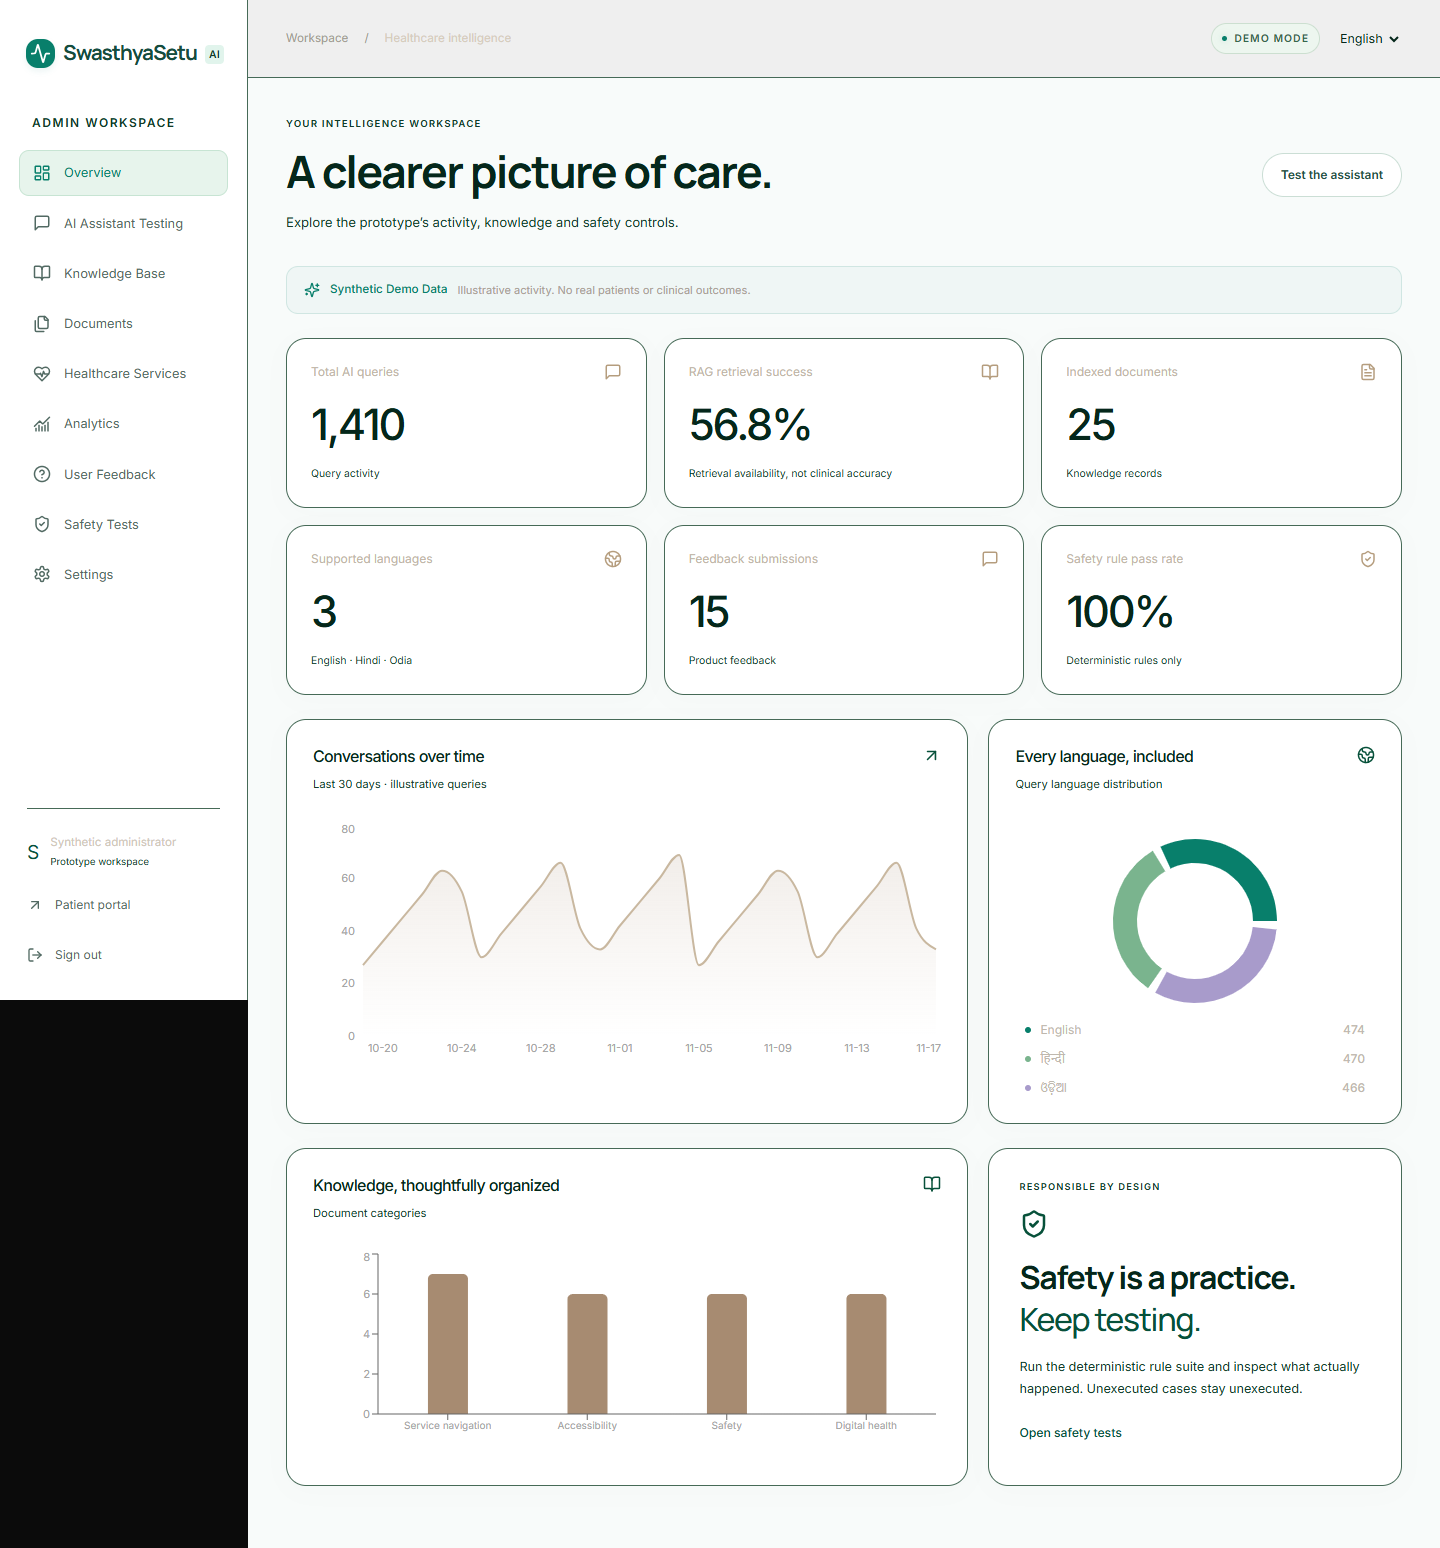 SwasthyaSetu AI
ADMIN WORKSPACE
Overview
AI Assistant Testing
Knowledge Base
Documents
Healthcare Services
Analytics
User Feedback
Safety Tests
Settings
Synthetic administrator
S
Prototype workspace
Patient portal
Sign out
Workspace / Healthcare intelligence
DEMO MODE
English
YOUR INTELLIGENCE WORKSPACE
A clearer picture of care.
Test the assistant
Explore the prototype’s activity, knowledge and safety controls.
Synthetic Demo Data Illustrative activity. No real patients or clinical outcomes.
Total AI queries
1,410
Query activity
RAG retrieval success
56.8%
Retrieval availability, not clinical accuracy
Indexed documents
25
Knowledge records
Supported languages
3
English · Hindi · Odia
Feedback submissions
15
Product feedback
Safety rule pass rate
100%
Deterministic rules only
Conversations over time
Last 30 days · illustrative queries
80
60
40
20
0
10-20 10-24 10-28 11-01 11-05 11-09 11-13 11-17
Every language, included
Query language distribution
English 474
हिन्दी 470
ଓଡ଼ିଆ 466
Knowledge, thoughtfully organized
Document categories
8
6
4
2
0
Service navigation Accessibility Safety Digital health
RESPONSIBLE BY DESIGN
Safety is a practice.
Keep testing.
Run the deterministic rule suite and inspect what actually
happened. Unexecuted cases stay unexecuted.
Open safety tests